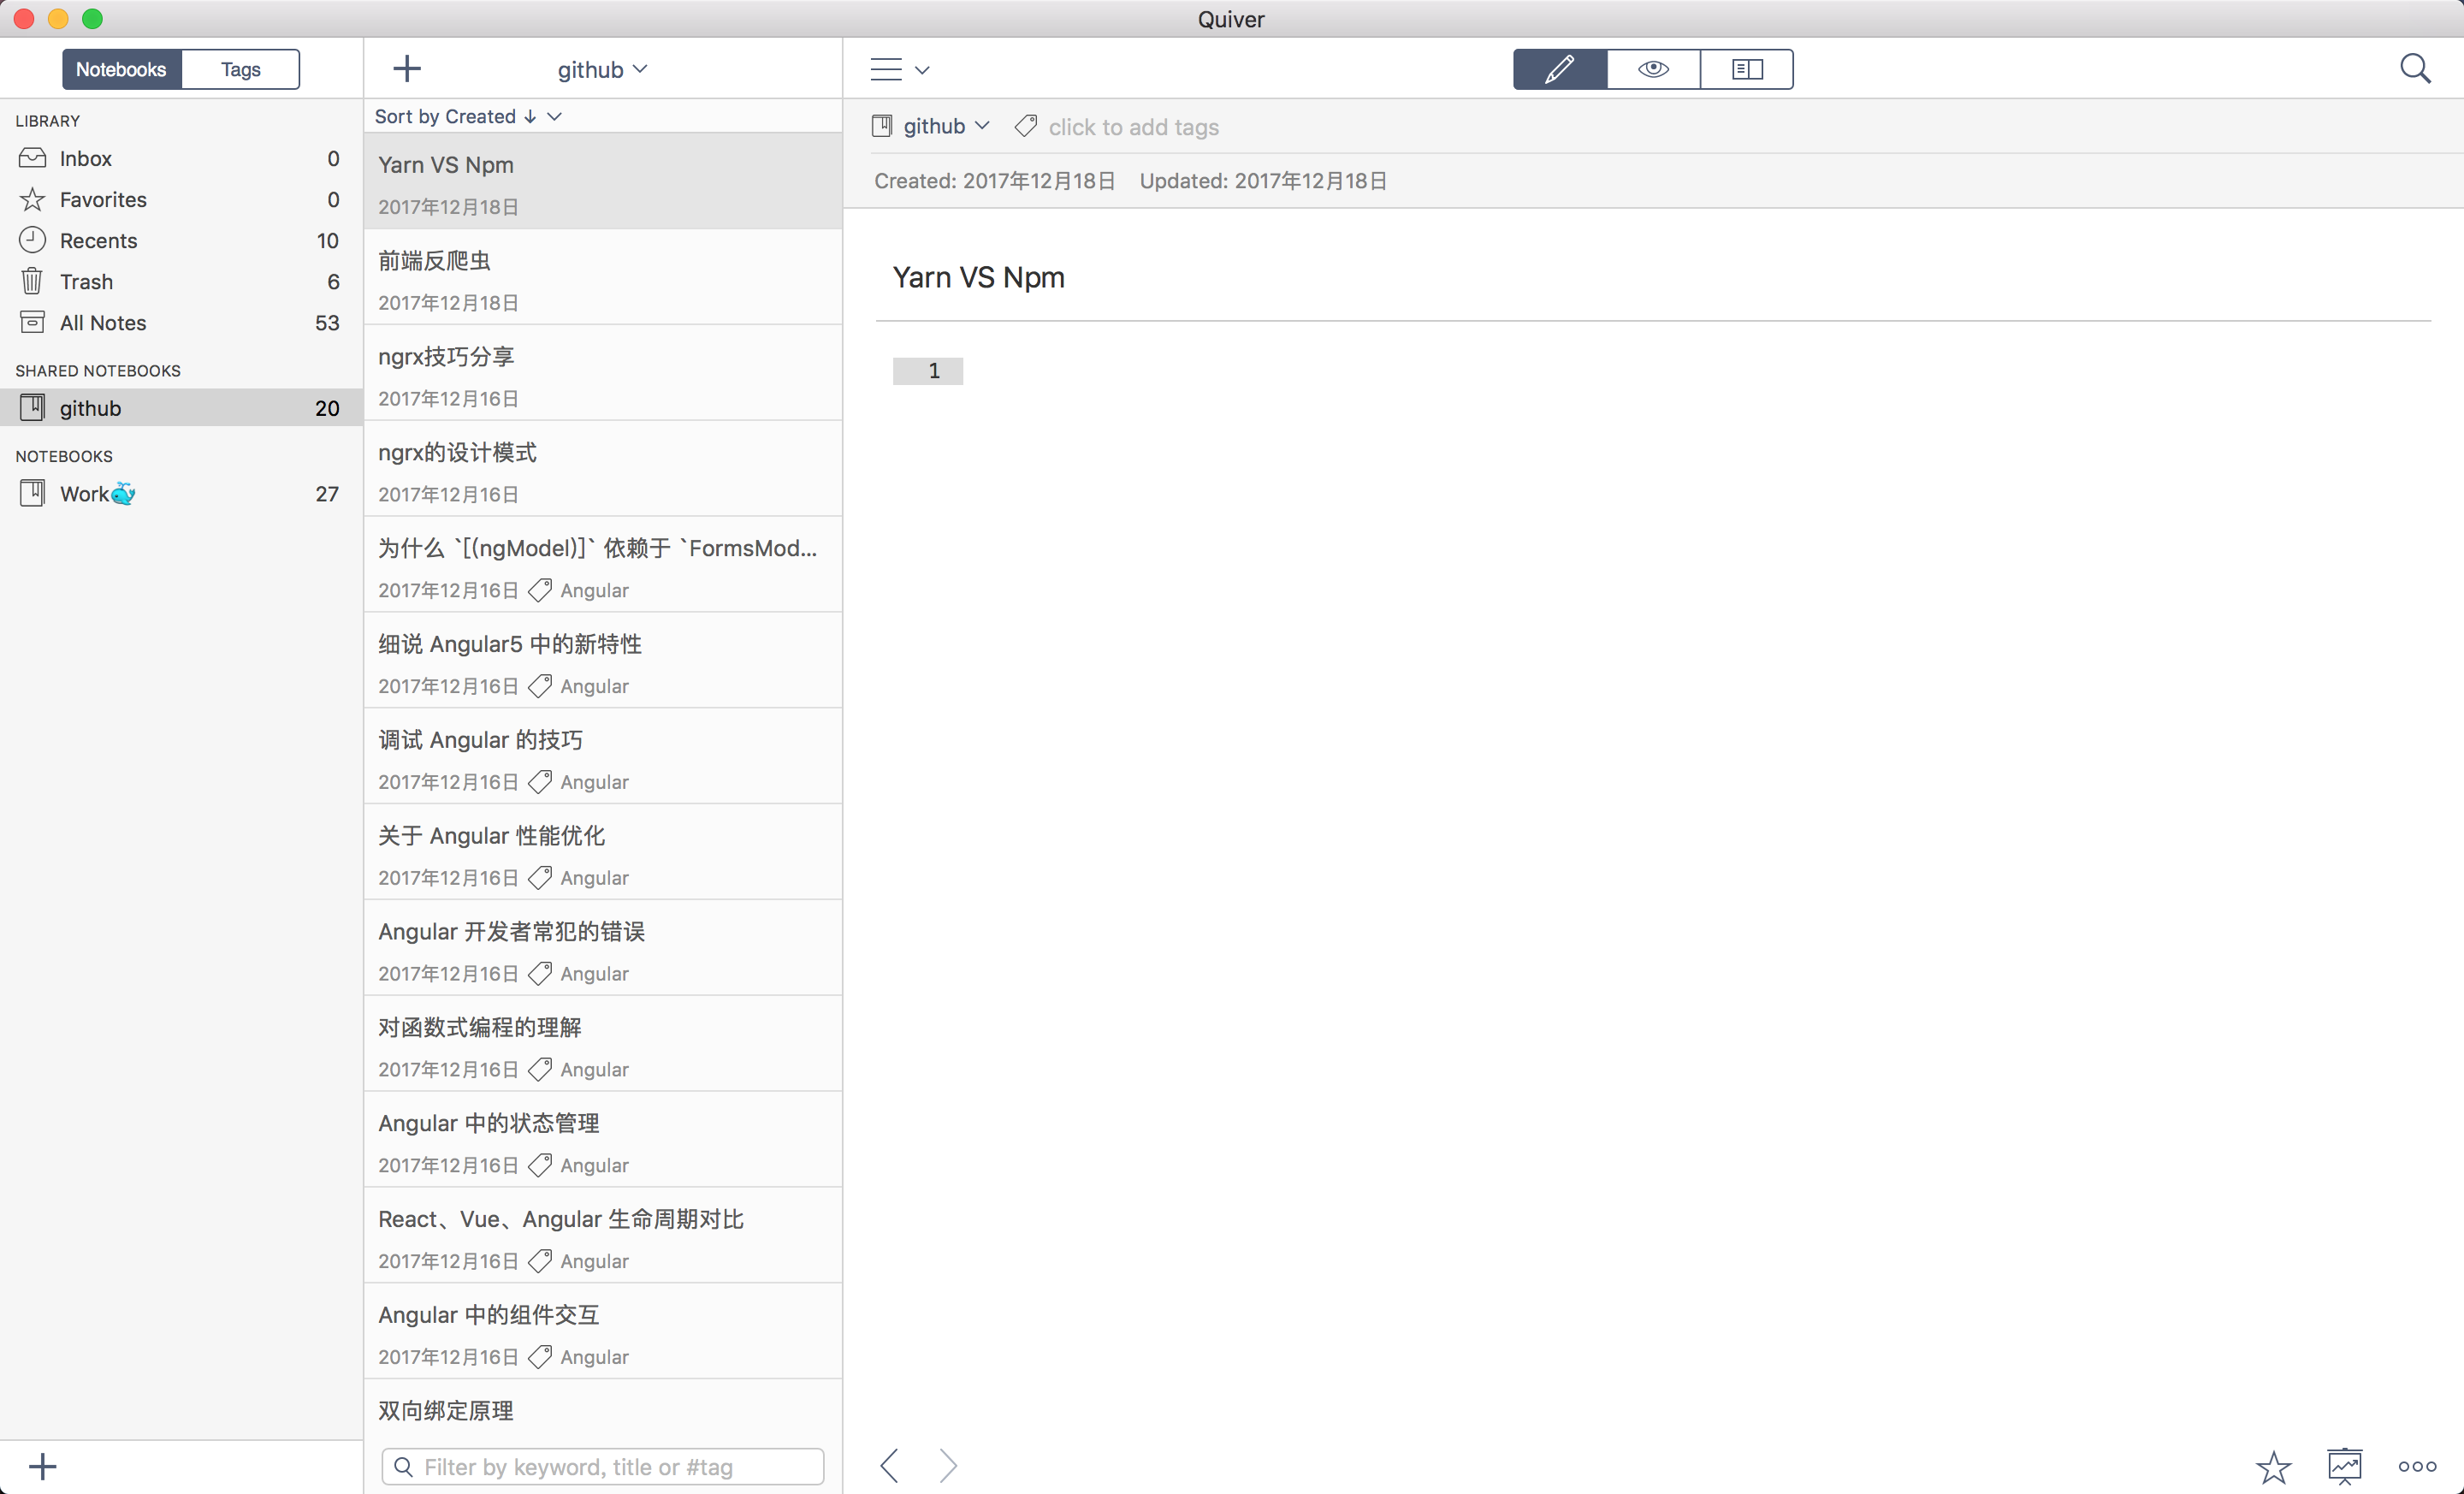 Quiver
Notebooks Tags
LIBRARY
Inbox 0
Favorites 0
Recents 10
Trash 6
All Notes 53
SHARED NOTEBOOKS
github 20
NOTEBOOKS
Work🐳 27
github
Sort by Created ↓
Yarn VS Npm
2017年12月18日
前端反爬虫
2017年12月18日
ngrx技巧分享
2017年12月16日
ngrx的设计模式
2017年12月16日
为什么 `[(ngModel)]` 依赖于 `FormsMod...
2017年12月16日 Angular
细说 Angular5 中的新特性
2017年12月16日 Angular
调试 Angular 的技巧
2017年12月16日 Angular
关于 Angular 性能优化
2017年12月16日 Angular
Angular 开发者常犯的错误
2017年12月16日 Angular
对函数式编程的理解
2017年12月16日 Angular
Angular 中的状态管理
2017年12月16日 Angular
React、Vue、Angular 生命周期对比
2017年12月16日 Angular
Angular 中的组件交互
2017年12月16日 Angular
双向绑定原理
Filter by keyword, title or #tag
github click to add tags
Created: 2017年12月18日 Updated: 2017年12月18日
Yarn VS Npm
1